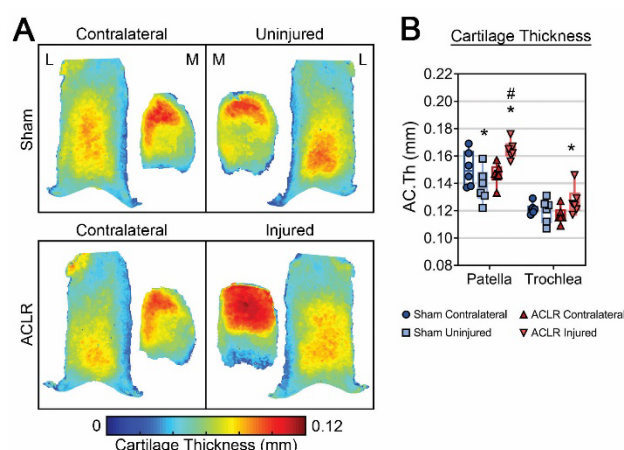 A
Contralateral
Uninjured
L
M
M
L
Sham
Contralateral
Injured
ACLR
0
0.12
Cartilage Thickness (mm)
B
Cartilage Thickness
AC.Th (mm)
0.22
0.20
0.18
0.16
0.14
0.12
0.10
0.08
#
*
*
*
Patella
Trochlea
Sham Contralateral
ACLR Contralateral
Sham Uninjured
ACLR Injured